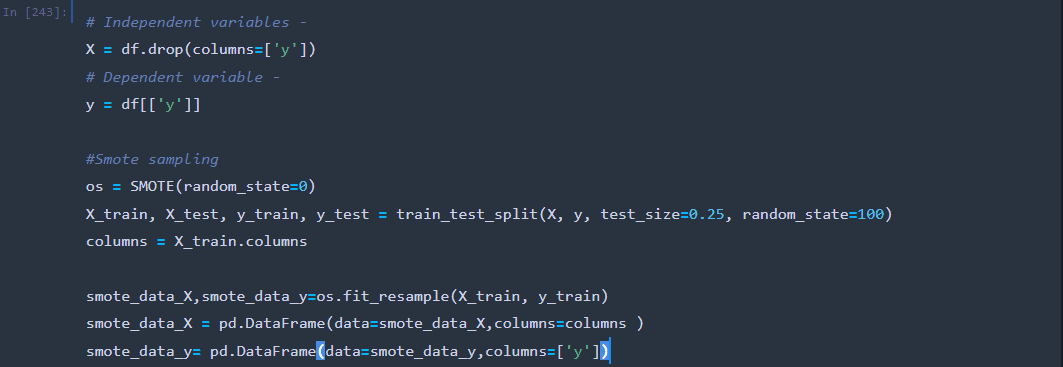 In [243]:
# Independent variables -
X = df.drop(columns=['y'])
# Dependent variable -
y = df[['y']]
#Smote sampling
os = SMOTE(random_state=0)
X_train, X_test, y_train, y_test = train_test_split(X, y, test_size=0.25, random_state=100)
columns = X_train.columns
smote_data_X,smote_data_y=os.fit_resample(X_train, y_train)
smote_data_X = pd.DataFrame(data=smote_data_X,columns=columns )
smote_data_y= pd.DataFrame(data=smote_data_y,columns=['y'])